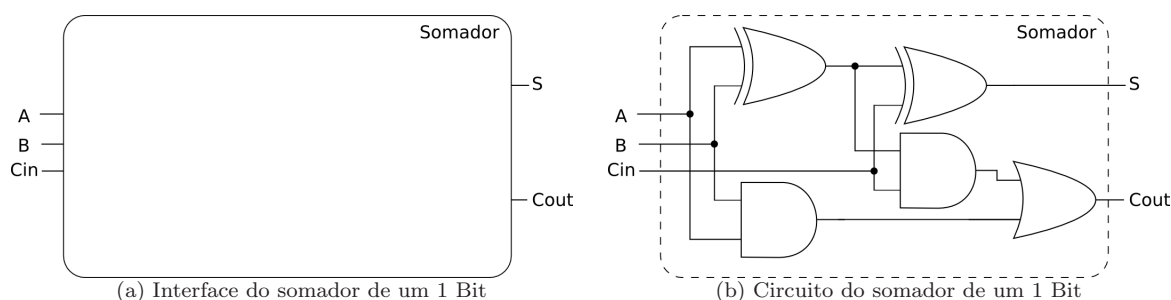 Somador
S
A
B
Cin
Cout
(a) Interface do somador de um 1 Bit
Somador
S
A
B
Cin
Cout
(b) Circuito do somador de um 1 Bit